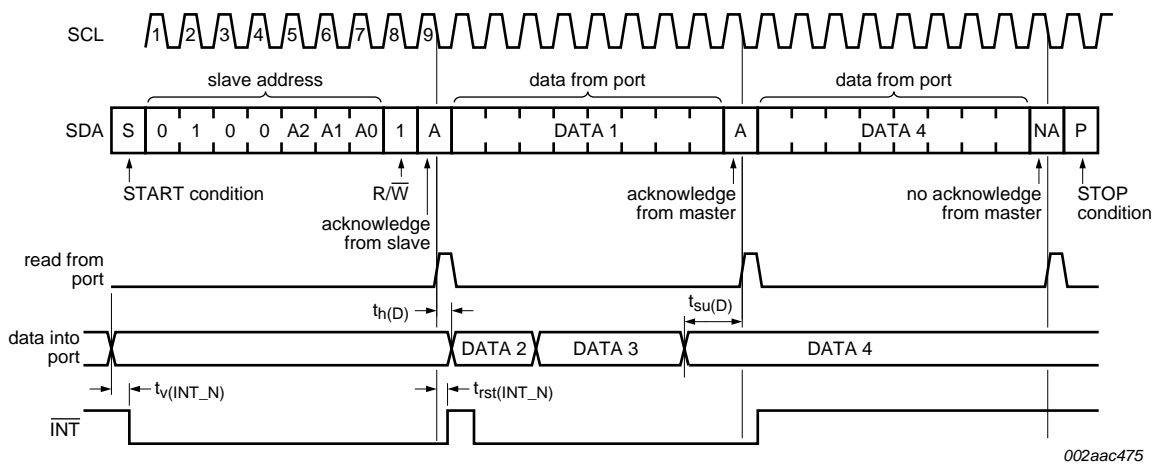 SCL 1 2 3 4 5 6 7 8 9
slave address data from port data from port
SDA S 0 1 0 0 A2 A1 A0 1 A DATA 1 A DATA 4 NA P
START condition R/W acknowledge from slave acknowledge from master no acknowledge from master STOP condition
read from port
th(D) tsu(D)
data into port DATA 2 DATA 3 DATA 4
tv(INT_N) trst(INT_N)
INT
002aac475